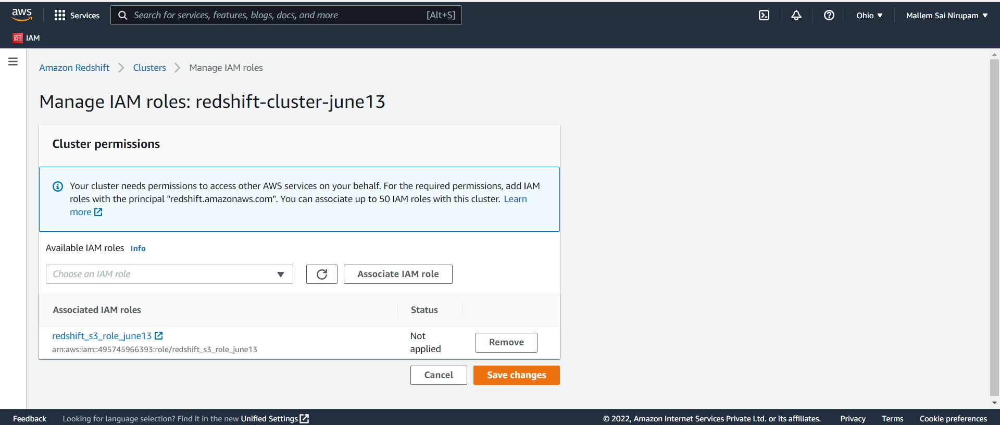 aws
Services
Search for services, features, blogs, docs, and more
[Alt+S]
Ohio
Mallem Sai Nirupam
IAM
Amazon Redshift
Clusters
Manage IAM roles
Manage IAM roles: redshift-cluster-june13
Cluster permissions
Your cluster needs permissions to access other AWS services on your behalf. For the required permissions, add IAM
roles with the principal "redshift.amazonaws.com". You can associate up to 50 IAM roles with this cluster. Learn
more
Available IAM roles Info
Choose an IAM role
Associate IAM role
Associated IAM roles
Status
redshift_s3_role_june13
arn:aws:iam::495745966393:role/redshift_s3_role_june13
Not
applied
Remove
Cancel
Save changes
Feedback
Looking for language selection? Find it in the new Unified Settings
© 2022, Amazon Internet Services Private Ltd. or its affiliates.
Privacy
Terms
Cookie preferences